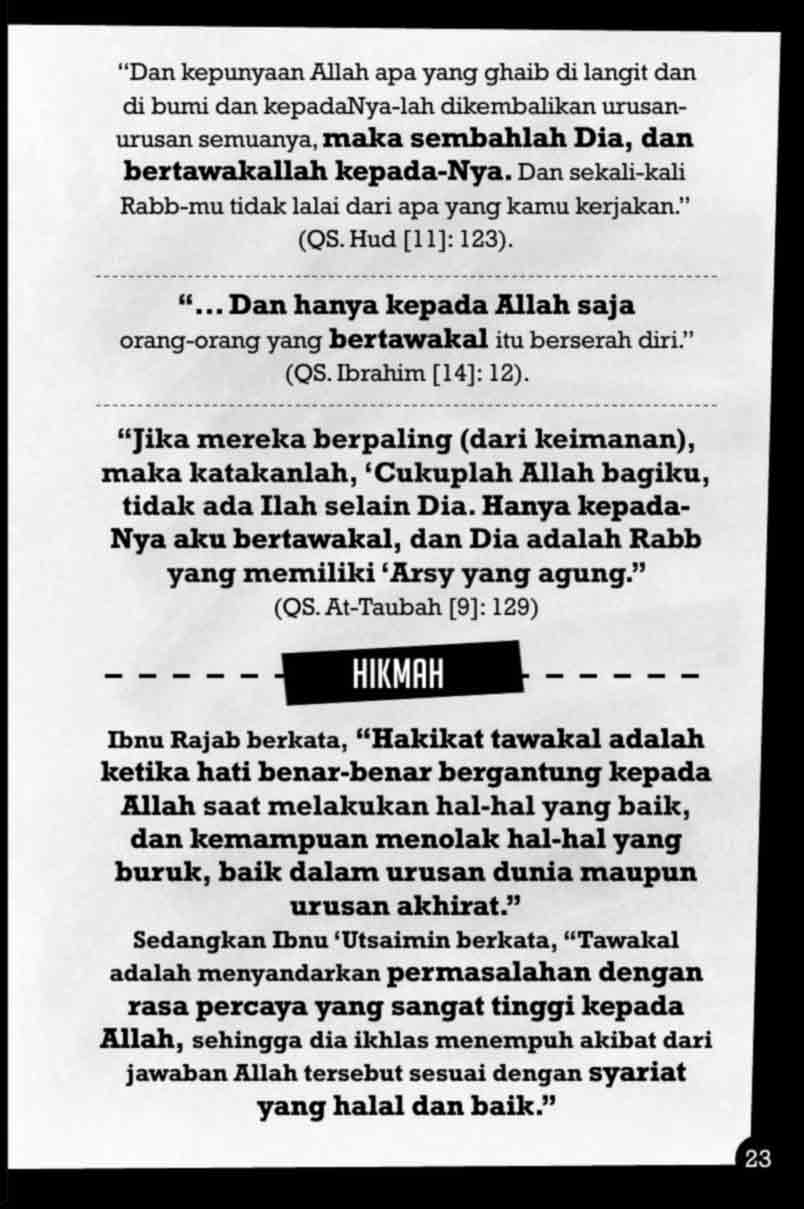 “Dan kepunyaan Allah apa yang ghaib di langit dan
di bumi dan kepadaNya-lah dikembalikan urusan-
urusan semuanya, maka sembahlah Dia, dan
bertawakallah kepada-Nya. Dan sekali-kali
Rabb-mu tidak lalai dari apa yang kamu kerjakan.”
(QS. Hud [11]: 123).
“... Dan hanya kepada Allah saja
orang-orang yang bertawakal itu berserah diri.”
(QS. Ibrahim [14]: 12).
“Jika mereka berpaling (dari keimanan),
maka katakanlah, ‘Cukuplah Allah bagiku,
tidak ada Ilah selain Dia. Hanya kepada-
Nya aku bertawakal, dan Dia adalah Rabb
yang memiliki ‘Arsy yang agung.”
(QS. At-Taubah [9]: 129)
HIKMAH
Ibnu Rajab berkata, “Hakikat tawakal adalah
ketika hati benar-benar bergantung kepada
Allah saat melakukan hal-hal yang baik,
dan kemampuan menolak hal-hal yang
buruk, baik dalam urusan dunia maupun
urusan akhirat.”
Sedangkan Ibnu ‘Utsaimin berkata, “Tawakal
adalah menyandarkan permasalahan dengan
rasa percaya yang sangat tinggi kepada
Allah, sehingga dia ikhlas menempuh akibat dari
jawaban Allah tersebut sesuai dengan syariat
yang halal dan baik.”
23